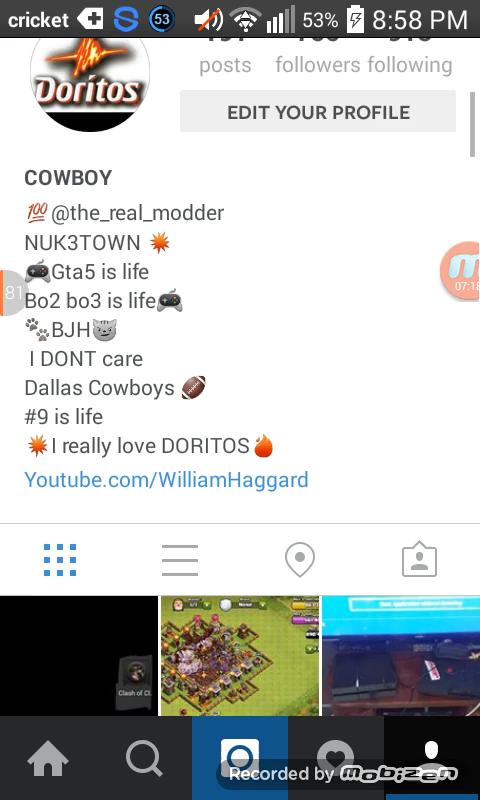 cricket 53 53% 8:58 PM
posts followers following
Doritos
EDIT YOUR PROFILE
COWBOY
💯@the_real_modder
NUK3TOWN 💥
🎮Gta5 is life
81
Bo2 bo3 is life🎮
07:18
🐾BJH😼
I DONT care
Dallas Cowboys 🏈
#9 is life
💥I really love DORITOS🔥
Youtube.com/WilliamHaggard
Clash of Cl..
Recorded by mobizen